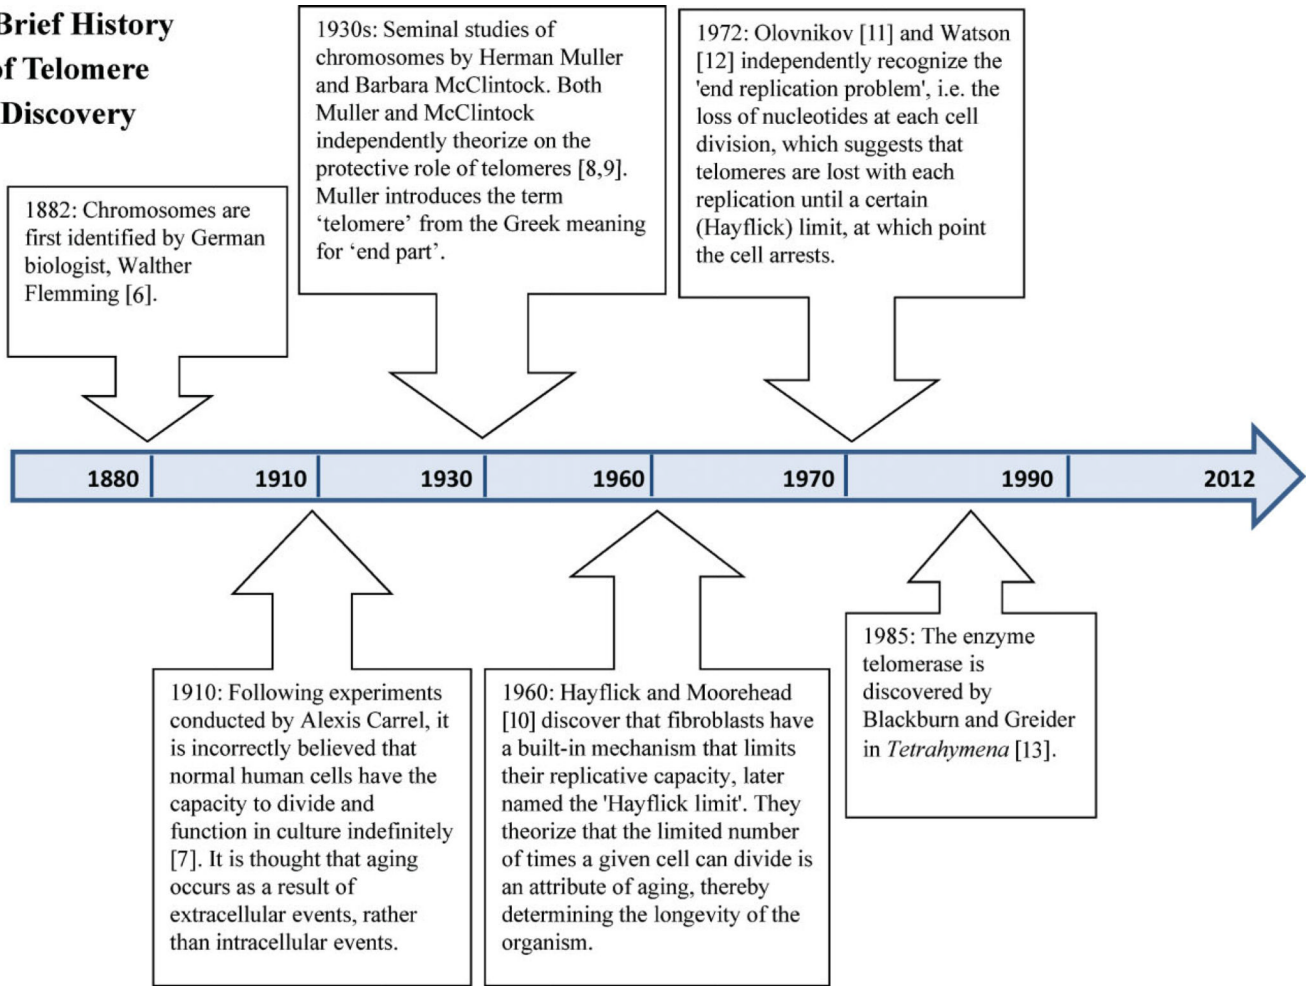 Brief History
of Telomere
Discovery
1882: Chromosomes are
first identified by German
biologist, Walther
Flemming [6].
1930s: Seminal studies of
chromosomes by Herman Muller
and Barbara McClintock. Both
Muller and McClintock
independently theorize on the
protective role of telomeres [8,9].
Muller introduces the term
‘telomere’ from the Greek meaning
for ‘end part’.
1972: Olovnikov [11] and Watson
[12] independently recognize the
'end replication problem', i.e. the
loss of nucleotides at each cell
division, which suggests that
telomeres are lost with each
replication until a certain
(Hayflick) limit, at which point
the cell arrests.
1880 1910 1930 1960 1970 1990 2012
1910: Following experiments
conducted by Alexis Carrel, it
is incorrectly believed that
normal human cells have the
capacity to divide and
function in culture indefinitely
[7]. It is thought that aging
occurs as a result of
extracellular events, rather
than intracellular events.
1960: Hayflick and Moorehead
[10] discover that fibroblasts have
a built-in mechanism that limits
their replicative capacity, later
named the 'Hayflick limit'. They
theorize that the limited number
of times a given cell can divide is
an attribute of aging, thereby
determining the longevity of the
organism.
1985: The enzyme
telomerase is
discovered by
Blackburn and Greider
in Tetrahymena [13].